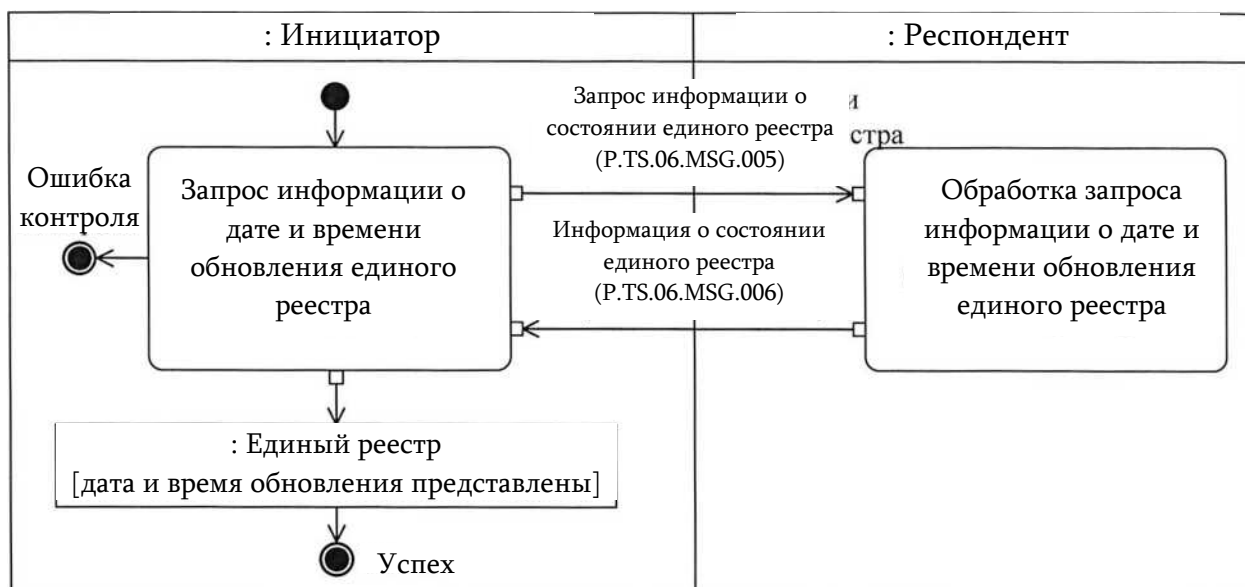 : Инициатор
: Респондент
Запрос информации о
состоянии единого реестра
(P.TS.06.MSG.005)
и
стра
Ошибка
контроля
Запрос информации о
дате и времени
обновления единого
реестра
Информация о состоянии
единого реестра
(P.TS.06.MSG.006)
Обработка запроса
информации о дате и
времени обновления
единого реестра
: Единый реестр
[дата и время обновления представлены]
Успех